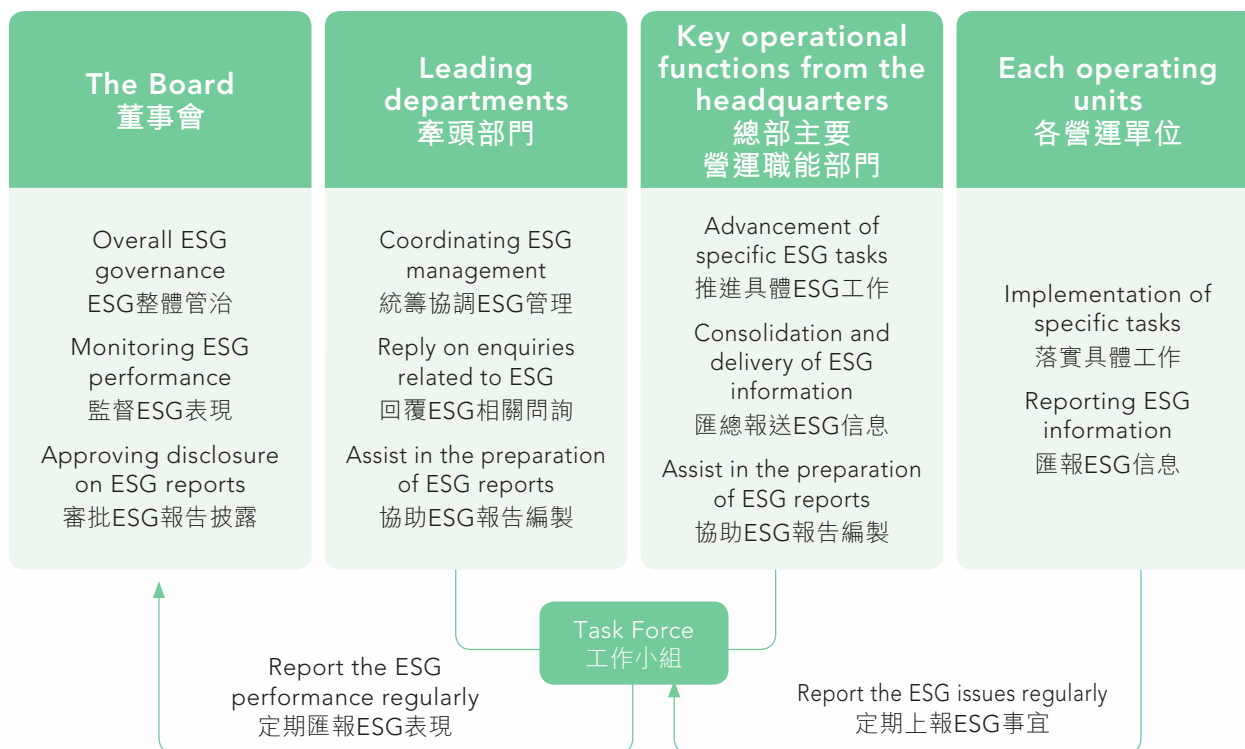 The Board
董事會
Overall ESG
governance
ESG整體管治
Monitoring ESG
performance
監督ESG表現
Approving disclosure
on ESG reports
審批ESG報告披露
Leading
departments
牽頭部門
Coordinating ESG
management
統籌協調ESG管理
Reply on enquiries
related to ESG
回覆ESG相關問詢
Assist in the preparation
of ESG reports
協助ESG報告編製
Key operational
functions from the
headquarters
總部主要
營運職能部門
Advancement of
specific ESG tasks
推進具體ESG工作
Consolidation and
delivery of ESG
information
匯總報送ESG信息
Assist in the preparation
of ESG reports
協助ESG報告編製
Each operating
units
各營運單位
Implementation of
specific tasks
落實具體工作
Reporting ESG
information
匯報ESG信息
Task Force
工作小組
Report the ESG
performance regularly
定期匯報ESG表現
Report the ESG issues regularly
定期上報ESG事宜